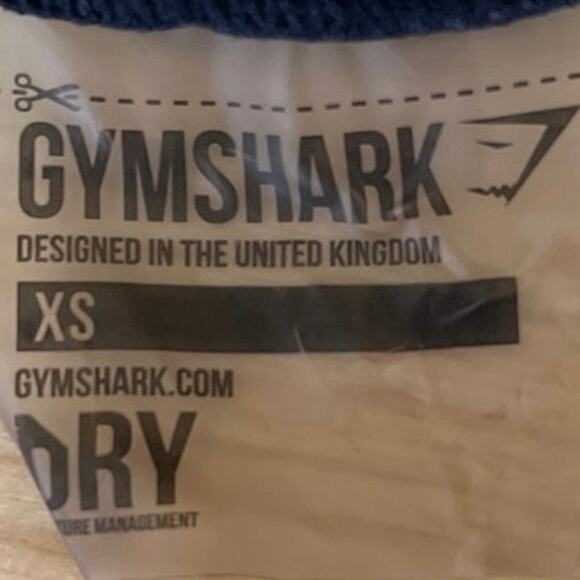 GYMSHARK
DESIGNED IN THE UNITED KINGDOM
XS
GYMSHARK.COM
DRY
MANAGEMENT